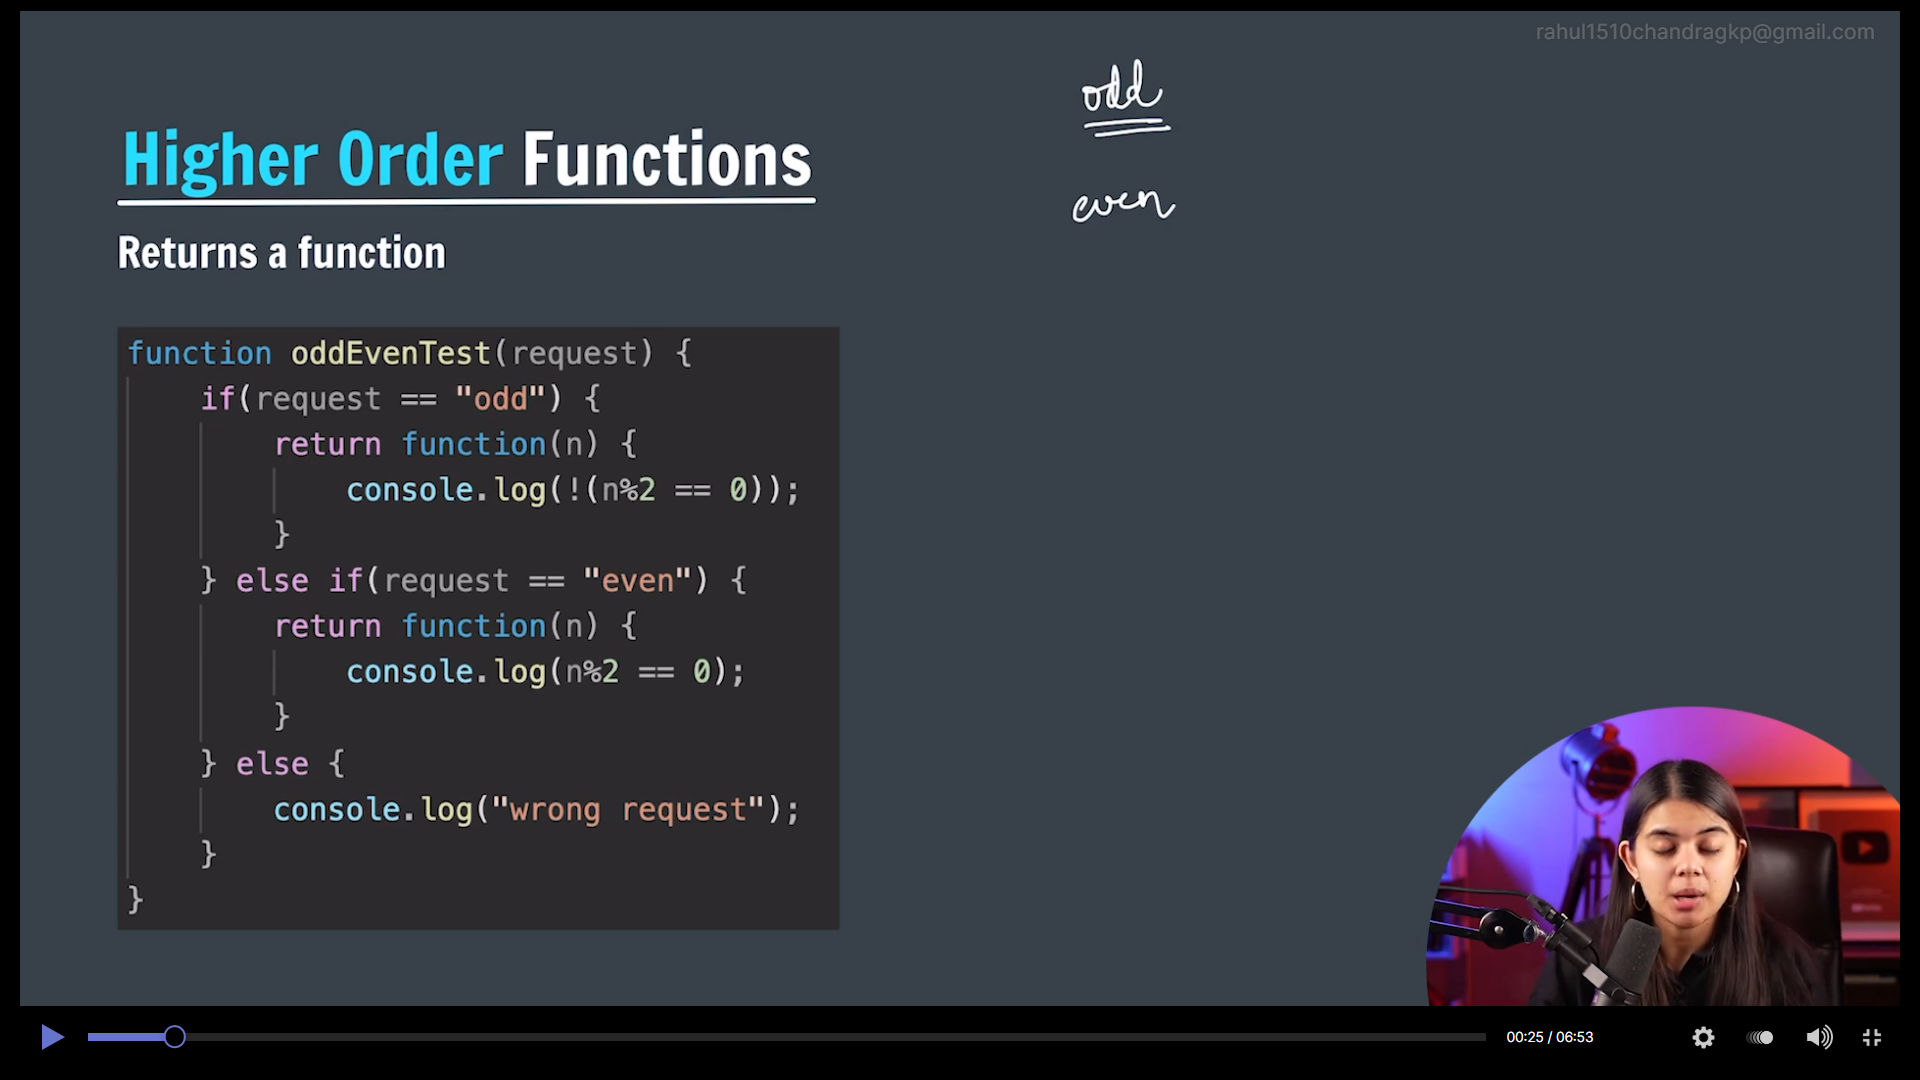 rahul1510chandragkp@gmail.com
odd
even
Higher Order Functions
Returns a function
function oddEvenTest(request) {
    if(request == "odd") {
        return function(n) {
            console.log(!(n%2 == 0));
        }
    } else if(request == "even") {
        return function(n) {
            console.log(n%2 == 0);
        }
    } else {
        console.log("wrong request");
    }
}
00:25 / 06:53